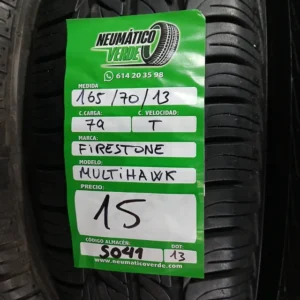 NEUMÁTICO
VERDE
614 20 35 98
MEDIDA
165/70/13
C.CARGA: C. VELOCIDAD:
79 T
MARCA:
FIRESTONE
MODELO:
MULTIHAWK
PRECIO:
15
CÓDIGO ALMACÉN: DOT:
5041 13
www.neumaticoverde.com